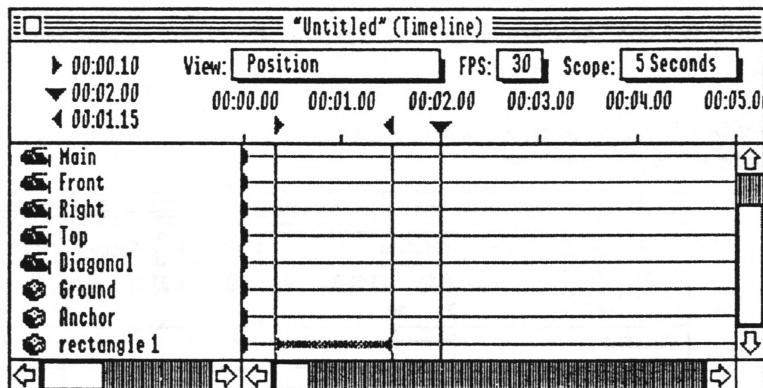 "Untitled" (Timeline)
00:00.10 View: Position FPS: 30 Scope: 5 Seconds
00:02.00
00:01.15
00:00.00 00:01.00 00:02.00 00:03.00 00:04.00 00:05.0
Main
Front
Right
Top
Diagonal
Ground
Anchor
rectangle 1